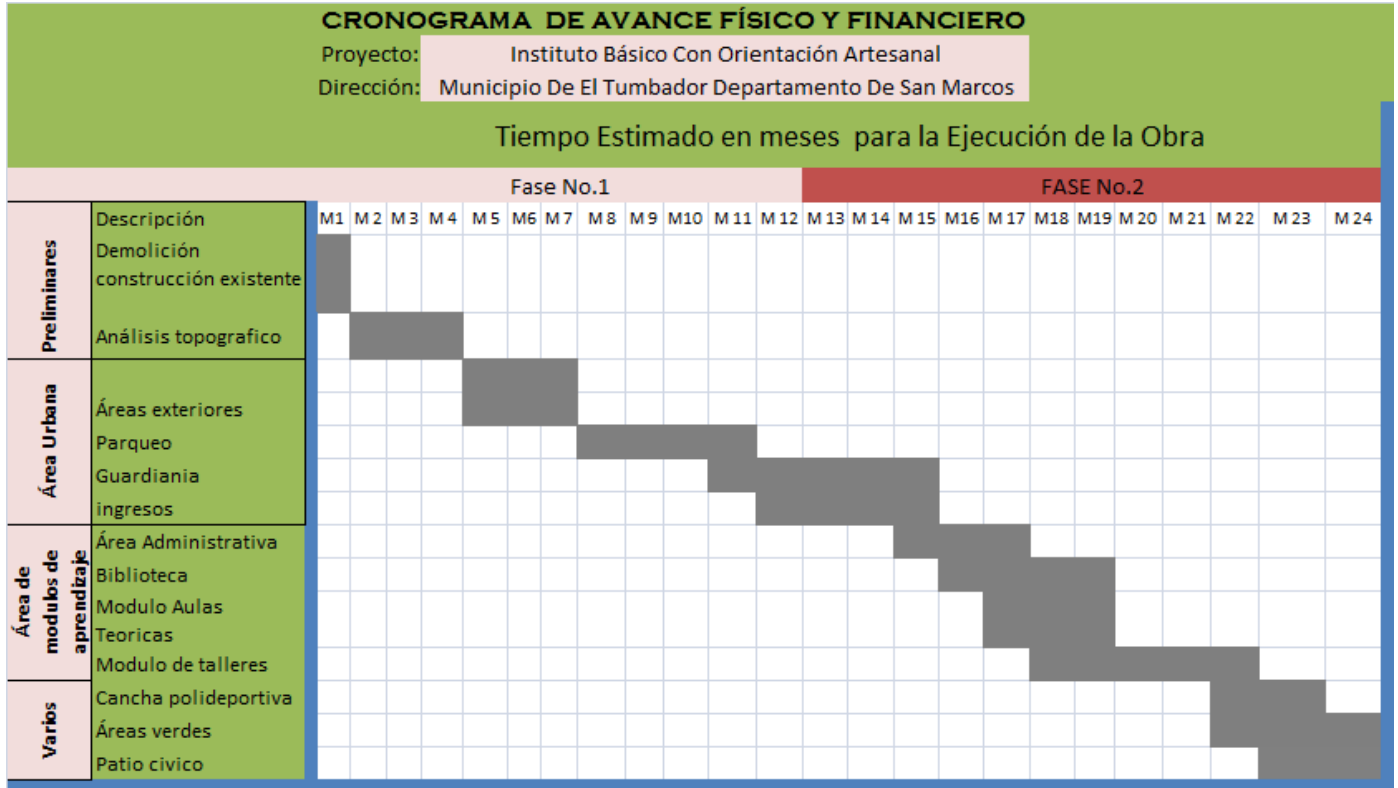 CRONOGRAMA DE AVANCE FÍSICO Y FINANCIERO
Proyecto: Instituto Básico Con Orientación Artesanal
Dirección: Municipio De El Tumbador Departamento De San Marcos
Tiempo Estimado en meses para la Ejecución de la Obra
Fase No.1 FASE No.2
Descripción M1 M 2 M 3 M 4 M 5 M6 M 7 M 8 M 9 M10 M 11 M 12 M 13 M 14 M 15 M16 M 17 M18 M19 M 20 M 21 M 22 M 23 M 24
Preliminares
Demolición
construcción existente
Análisis topografico
Área Urbana
Áreas exteriores
Parqueo
Guardiania
ingresos
Área de
modulos de
aprendizaje
Área Administrativa
Biblioteca
Modulo Aulas
Teoricas
Modulo de talleres
Varios
Cancha polideportiva
Áreas verdes
Patio civico